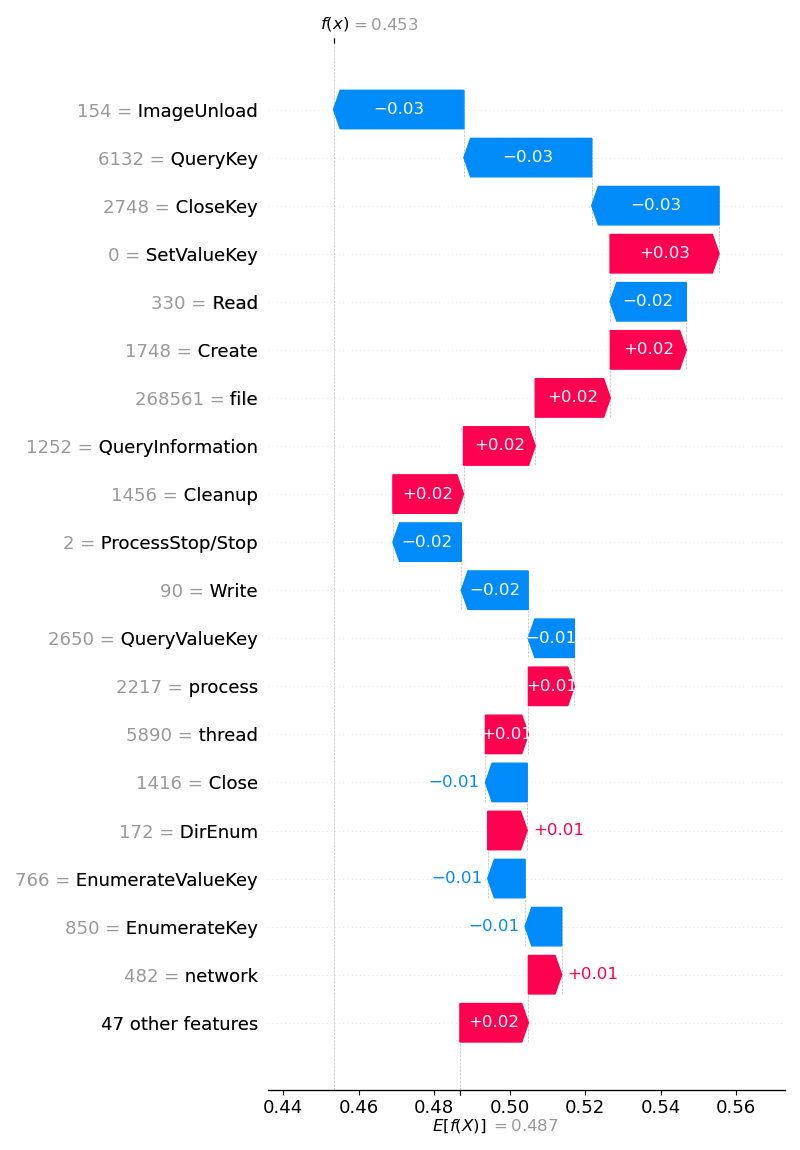 f(x) = 0.453
154 = ImageUnload −0.03
6132 = QueryKey −0.03
2748 = CloseKey −0.03
0 = SetValueKey +0.03
330 = Read −0.02
1748 = Create +0.02
268561 = file +0.02
1252 = QueryInformation +0.02
1456 = Cleanup +0.02
2 = ProcessStop/Stop −0.02
90 = Write −0.02
2650 = QueryValueKey −0.01
2217 = process +0.01
5890 = thread +0.01
1416 = Close −0.01
172 = DirEnum +0.01
766 = EnumerateValueKey −0.01
850 = EnumerateKey −0.01
482 = network +0.01
47 other features +0.02
0.44 0.46 0.48 0.50 0.52 0.54 0.56
E[f(X)] = 0.487